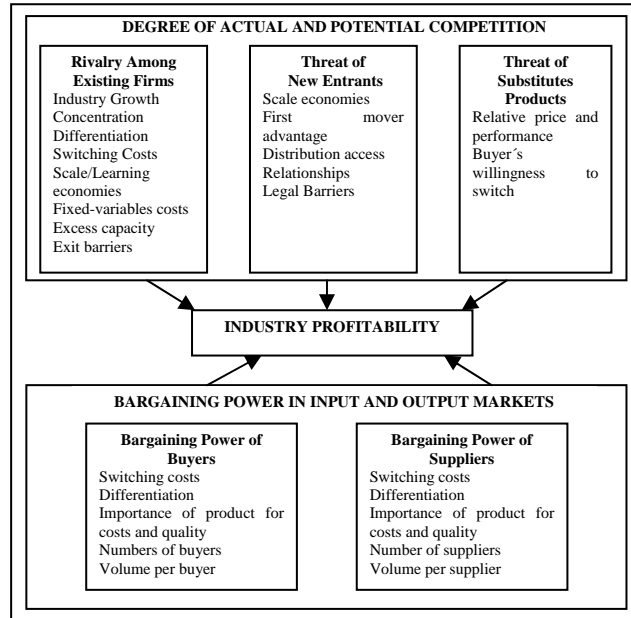 DEGREE OF ACTUAL AND POTENTIAL COMPETITION
Rivalry Among
Existing Firms
Industry Growth
Concentration
Differentiation
Switching Costs
Scale/Learning
economies
Fixed-variables costs
Excess capacity
Exit barriers
Threat of
New Entrants
Scale economies
First mover
advantage
Distribution access
Relationships
Legal Barriers
Threat of
Substitutes
Products
Relative price and
performance
Buyer´s
willingness to
switch
INDUSTRY PROFITABILITY
BARGAINING POWER IN INPUT AND OUTPUT MARKETS
Bargaining Power of
Buyers
Switching costs
Differentiation
Importance of product for
costs and quality
Numbers of buyers
Volume per buyer
Bargaining Power of
Suppliers
Switching costs
Differentiation
Importance of product for
costs and quality
Number of suppliers
Volume per supplier